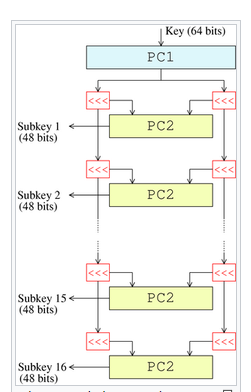 Key (64 bits)
PC1
<<< <<<
Subkey 1
(48 bits)
PC2
<<< <<<
Subkey 2
(48 bits)
PC2
<<< <<<
Subkey 15
(48 bits)
PC2
<<< <<<
Subkey 16
(48 bits)
PC2